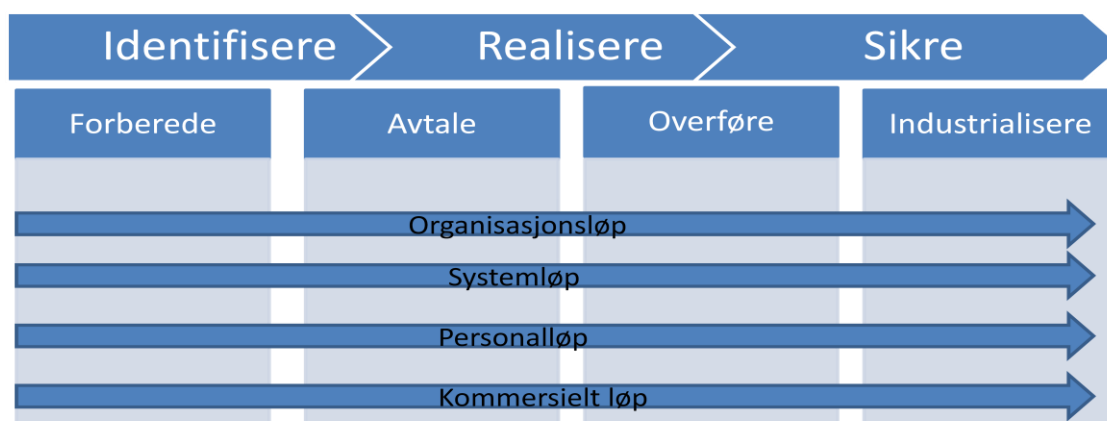 Identifisere Realisere Sikre
Forberede Avtale Overføre Industrialisere
Organisasjonsløp
Systemløp
Personalløp
Kommersielt løp